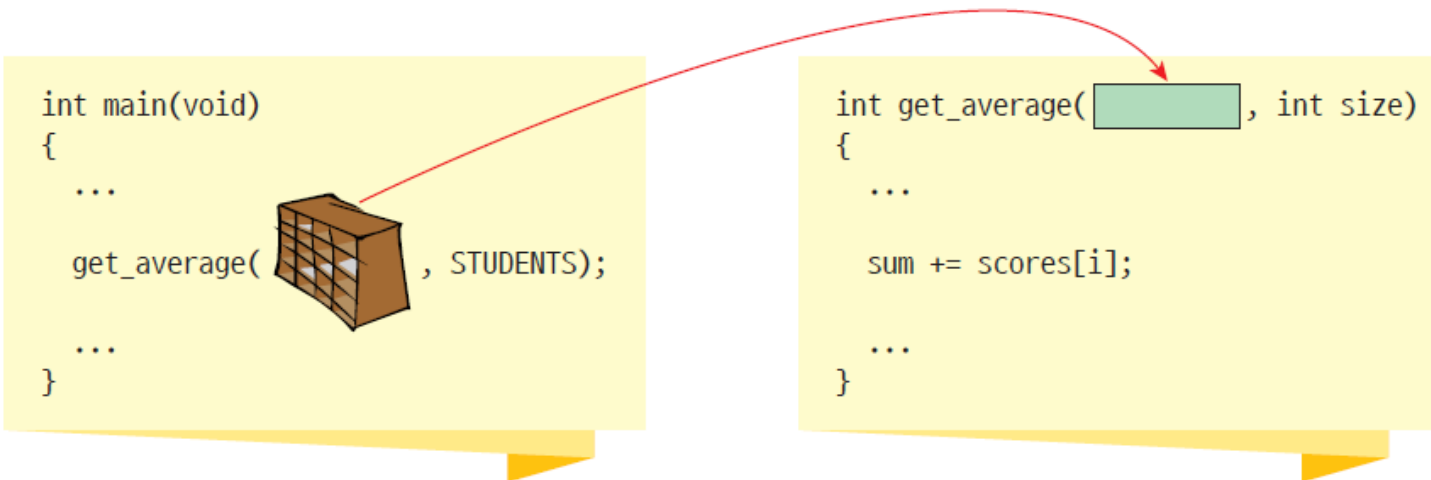 int main(void)
{
...
get_average( , STUDENTS);
...
}
int get_average( , int size)
{
...
sum += scores[i];
...
}